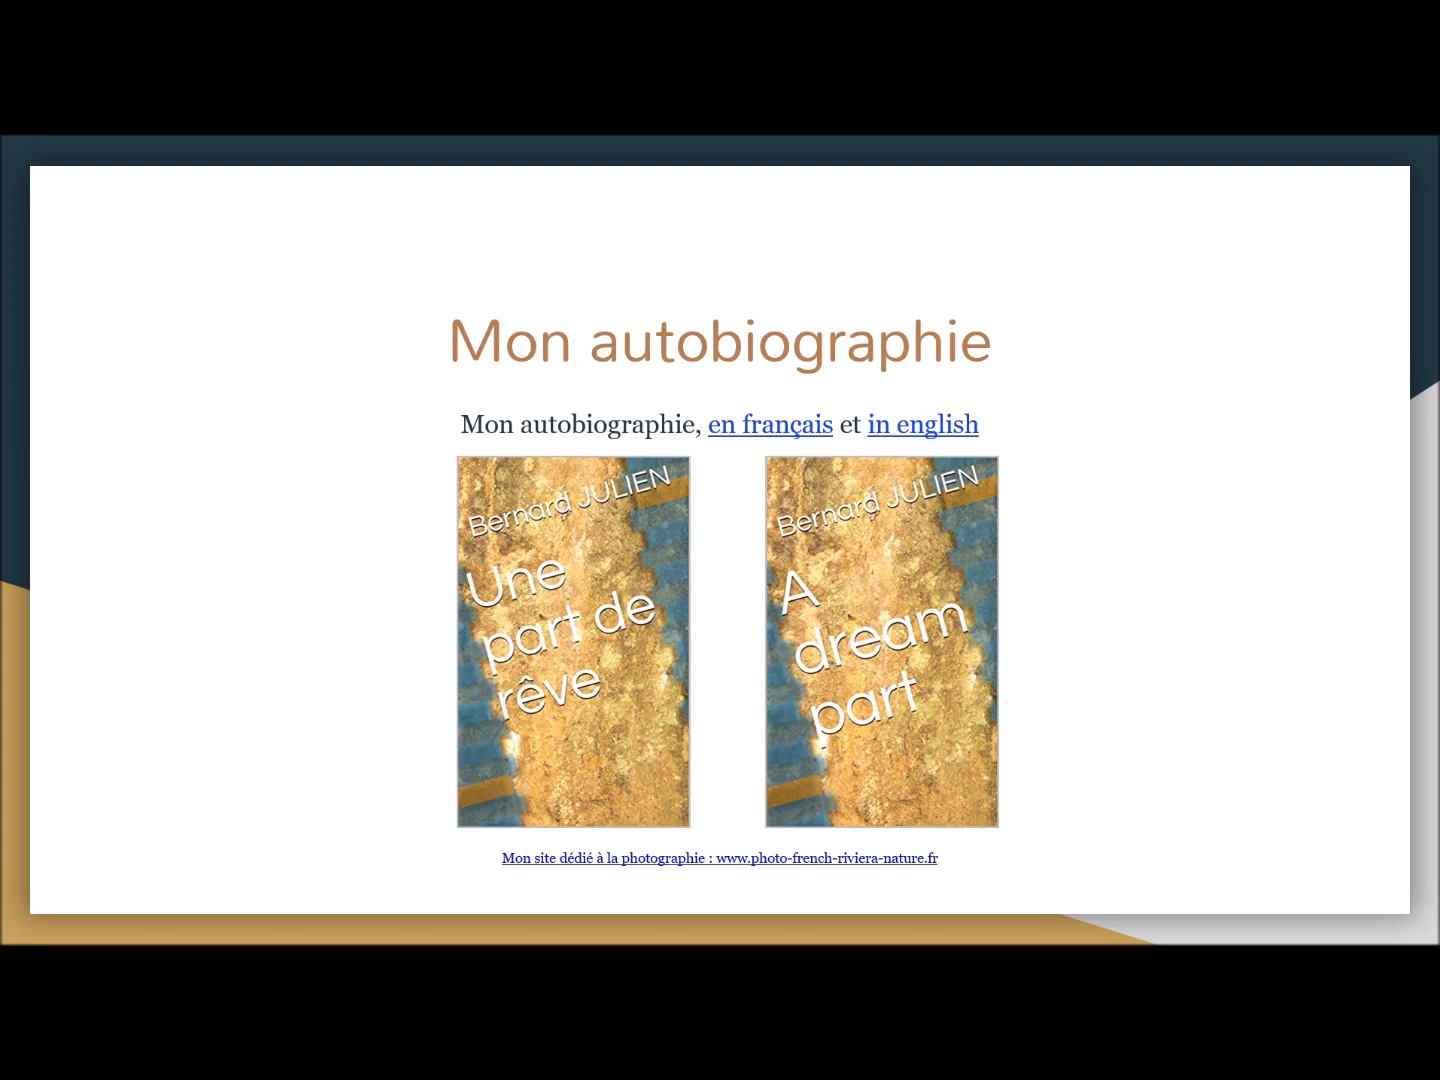 Mon autobiographie
Mon autobiographie, en français et in english
Bernard JULIEN
Une
part de
rêve
Bernard JULIEN
A
dream
part
Mon site dédié à la photographie : www.photo-french-riviera-nature.fr